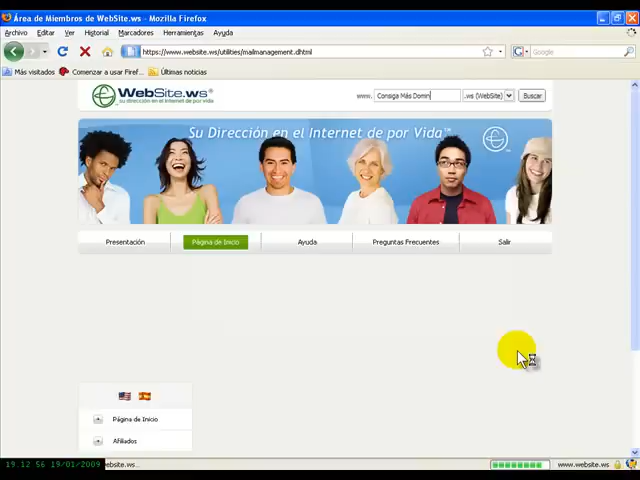 Área de Miembros de WebSite.ws - Mozilla Firefox
Archivo Editar Ver Historial Marcadores Herramientas Ayuda
https://www.website.ws/utilities/mailmanagement.dhtml
Google
Más visitados Comenzar a usar Firef... Últimas noticias
WebSite.ws®
su dirección en el Internet de por vida
www. Consiga Más Domin .ws (WebSite) Buscar
Su Dirección en el Internet de por Vida™
Presentación Página de Inicio Ayuda Preguntas Frecuentes Salir
Página de Inicio
Afiliados
19.12 56 19/01/2009 ebsite.ws... www.website.ws